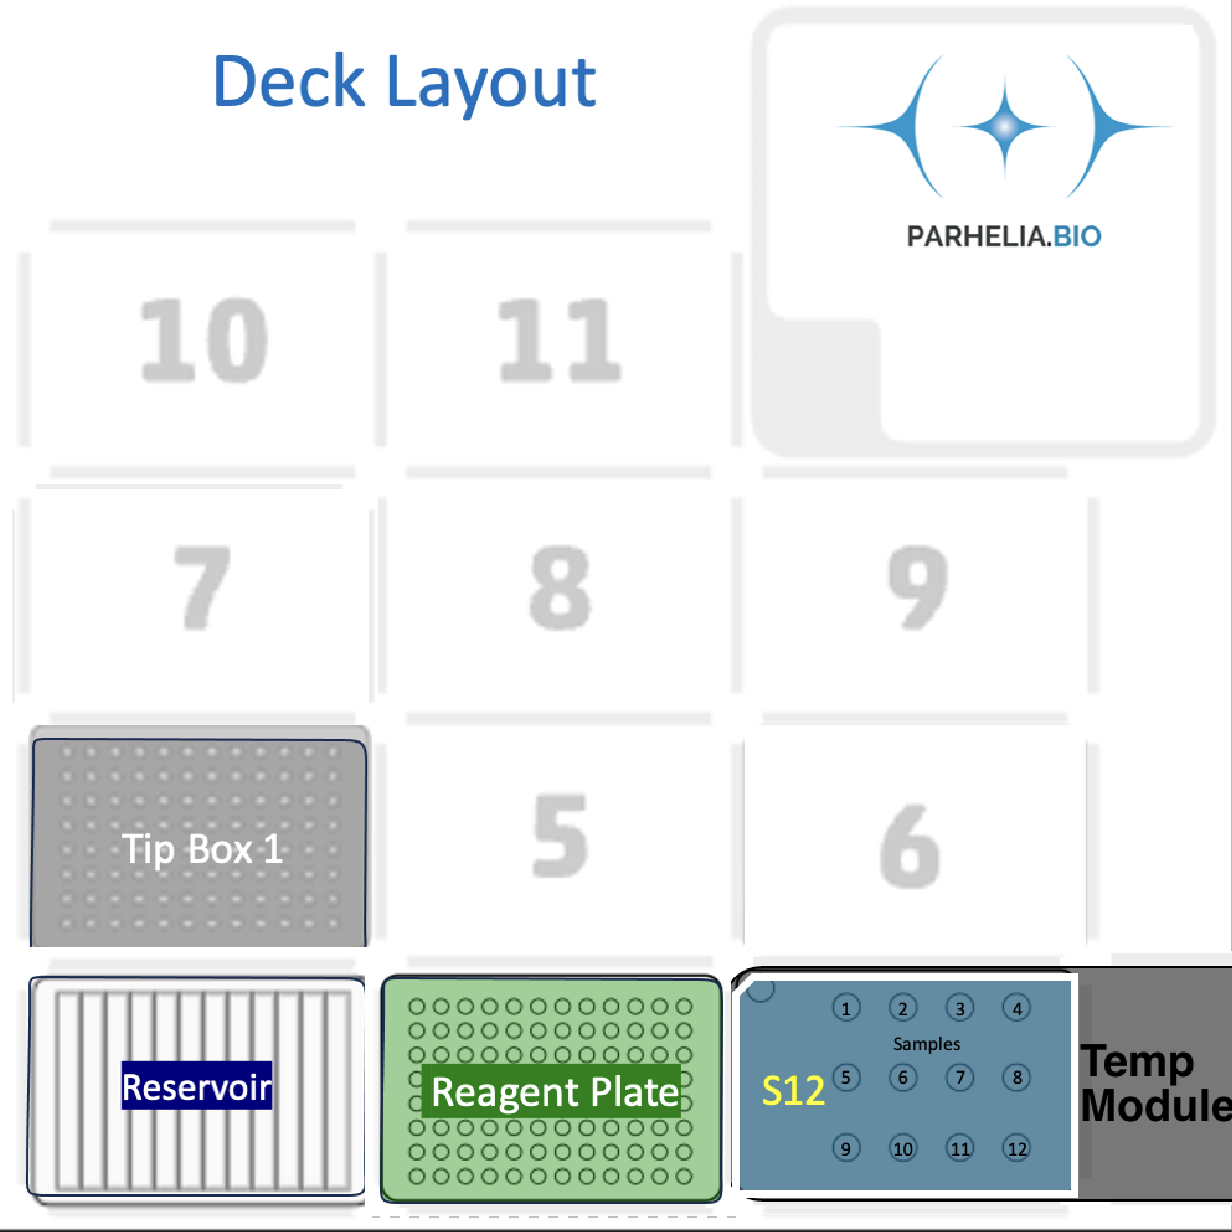 Deck Layout
PARHELIA.BIO
10
11
7
8
9
Tip Box 1
5
6
Reservoir
Reagent Plate
S12
1 2 3 4
Samples
5 6 7 8
9 10 11 12
Temp
Module